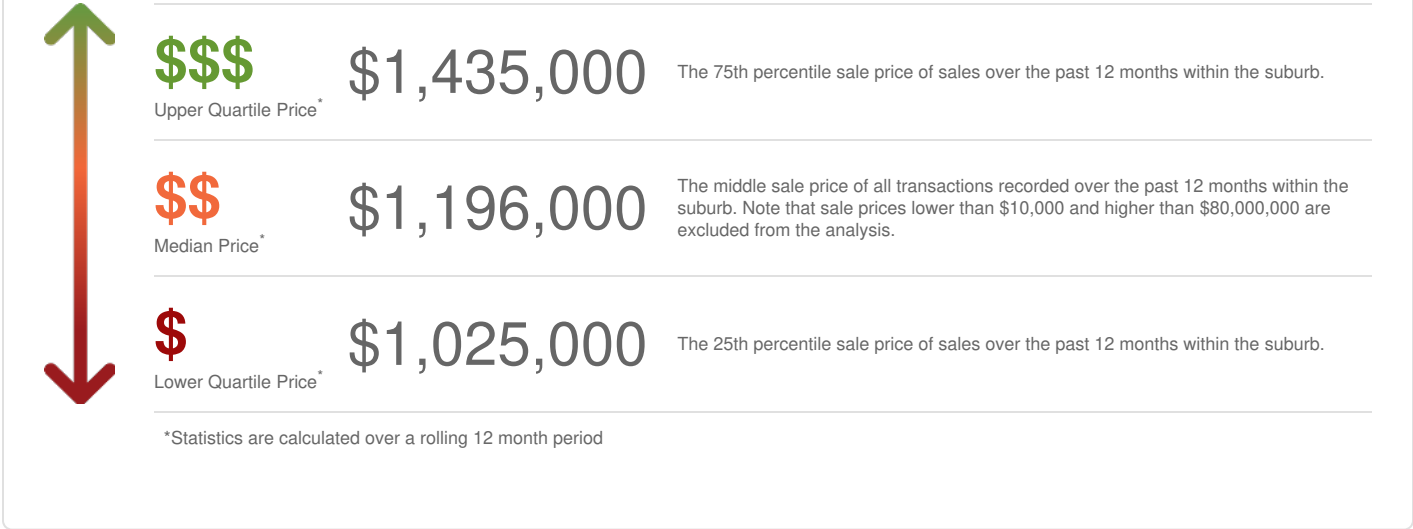 $$$
Upper Quartile Price*
$1,435,000
The 75th percentile sale price of sales over the past 12 months within the suburb.
$$
Median Price*
$1,196,000
The middle sale price of all transactions recorded over the past 12 months within the
suburb. Note that sale prices lower than $10,000 and higher than $80,000,000 are
excluded from the analysis.
$
Lower Quartile Price*
$1,025,000
The 25th percentile sale price of sales over the past 12 months within the suburb.
*Statistics are calculated over a rolling 12 month period